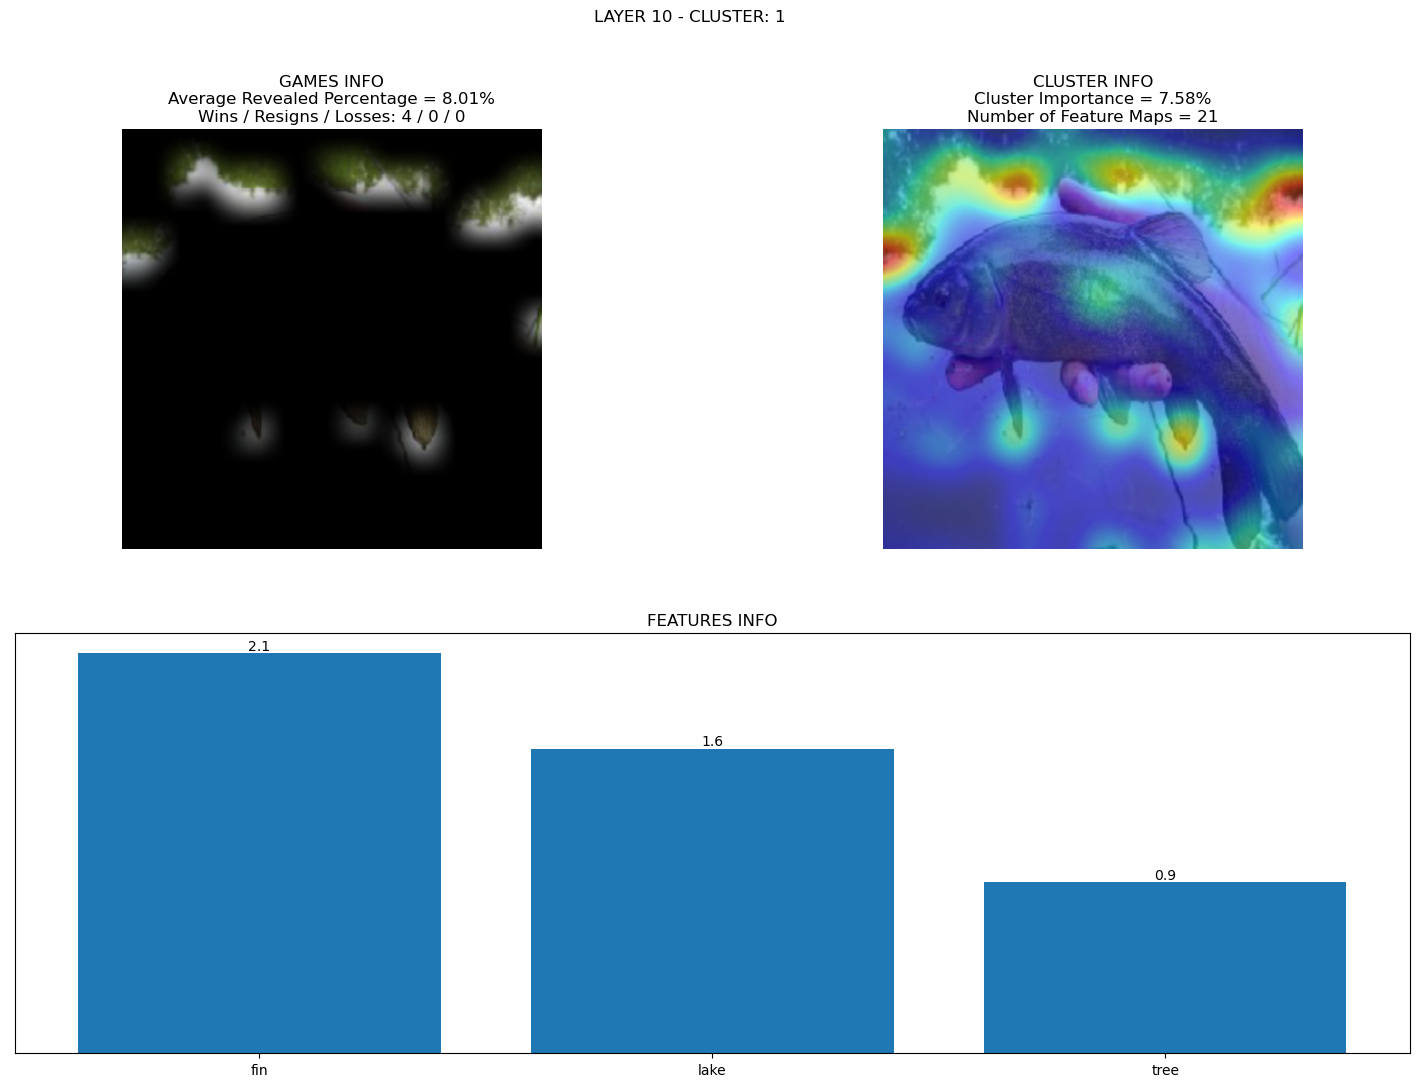 LAYER 10 - CLUSTER: 1
GAMES INFO
Average Revealed Percentage = 8.01%
Wins / Resigns / Losses: 4 / 0 / 0
CLUSTER INFO
Cluster Importance = 7.58%
Number of Feature Maps = 21
FEATURES INFO
2.1
1.6
0.9
fin
lake
tree